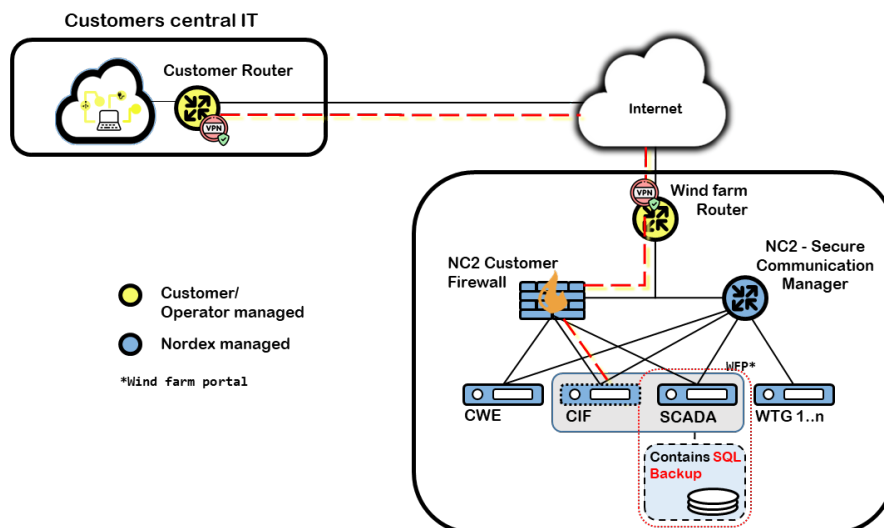 Customers central IT
Customer Router
VPN
Internet
VPN
Wind farm
Router
NC2 Customer
Firewall
NC2 - Secure
Communication
Manager
Customer/
Operator managed
Nordex managed
*Wind farm portal
WFP*
CWE
CIF
SCADA
WTG 1..n
Contains SQL
Backup